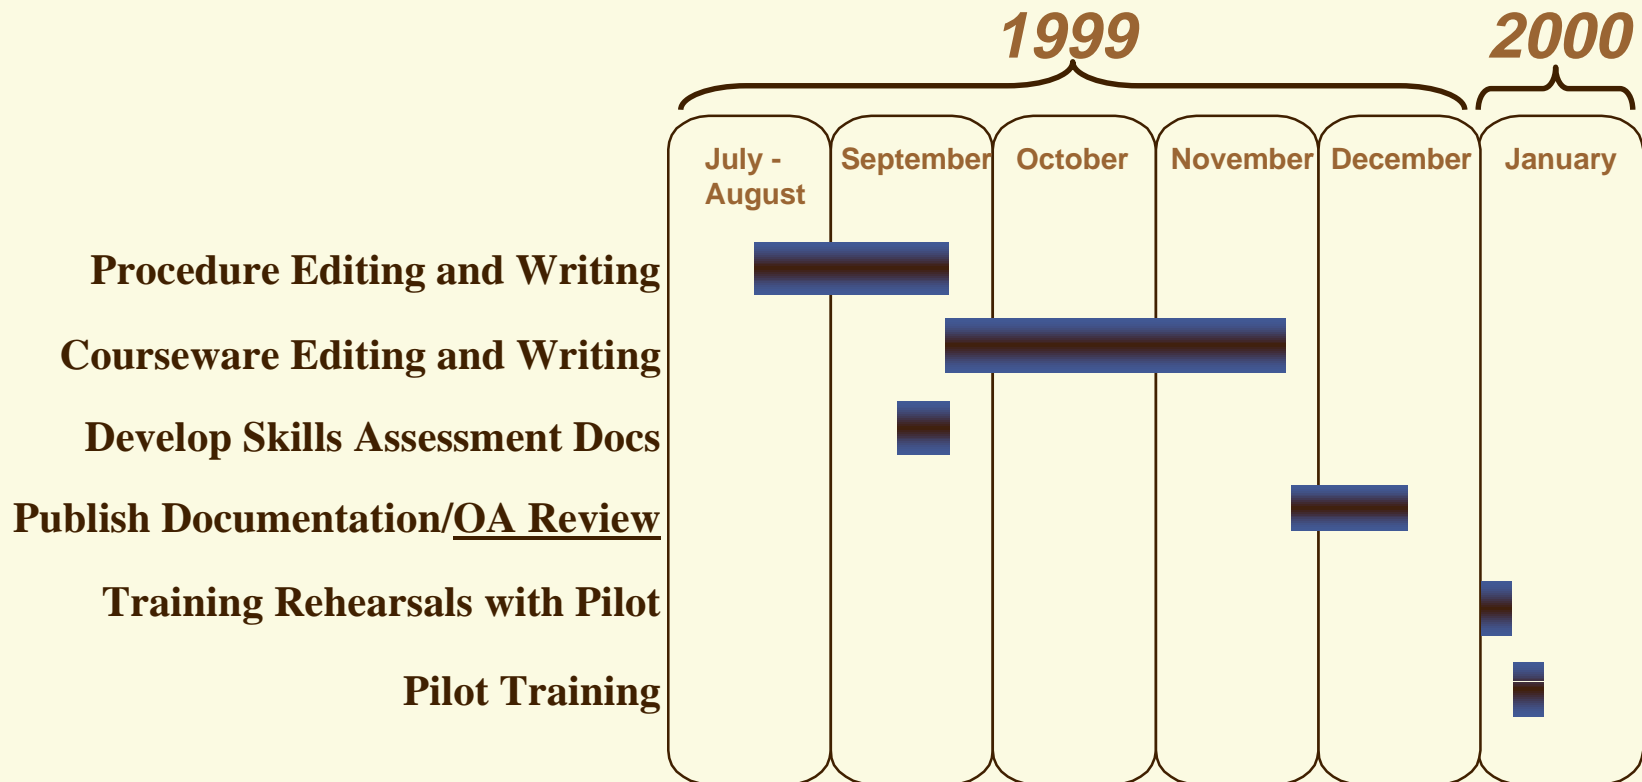 1999
2000
July -
August
September
October
November
December
January
Procedure Editing and Writing
Courseware Editing and Writing
Develop Skills Assessment Docs
Publish Documentation/OA Review
Training Rehearsals with Pilot
Pilot Training